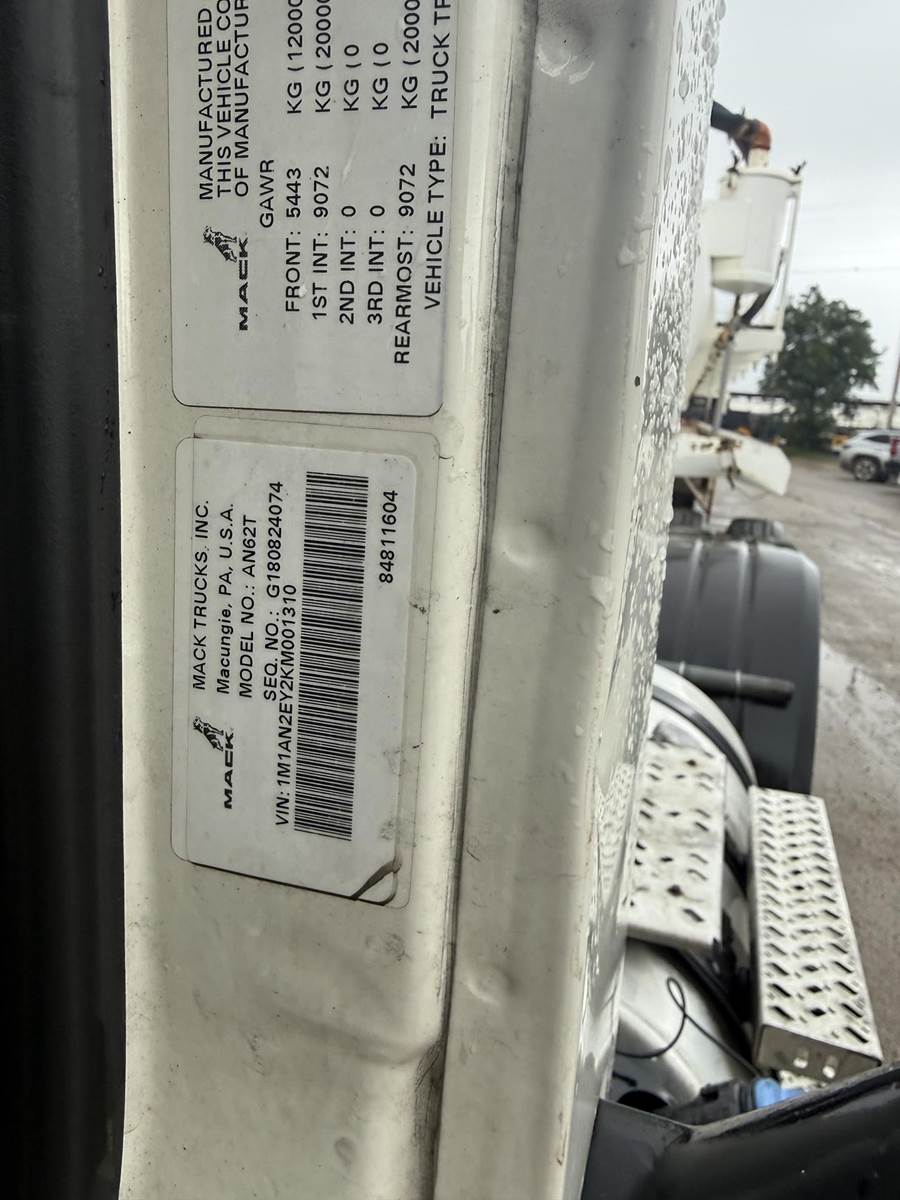 MANUFACTURED
THIS VEHICLE CO
OF MANUFACTUR
MACK
GAWR
FRONT: 5443 KG (12000
1ST INT: 9072 KG (20000
2ND INT: 0 KG (0
3RD INT: 0 KG (0
REARMOST: 9072 KG (2000
VEHICLE TYPE: TRUCK TR
MACK TRUCKS. INC.
Macungie, PA, U.S.A.
MACK
MODEL NO.: AN62T
SEQ. NO.: G180824074
VIN: 1M1AN2EY2KM001310
84811604